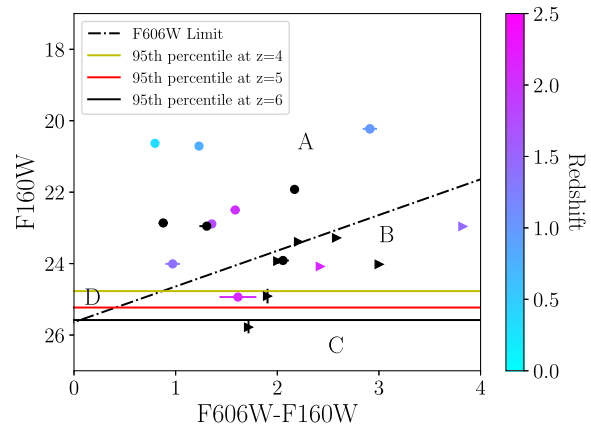 F606W Limit
95th percentile at z=4
95th percentile at z=5
95th percentile at z=6
A
B
C
D
18
20
22
24
26
F160W
0
1
2
3
4
F606W-F160W
2.5
2.0
1.5
1.0
0.5
0.0
Redshift